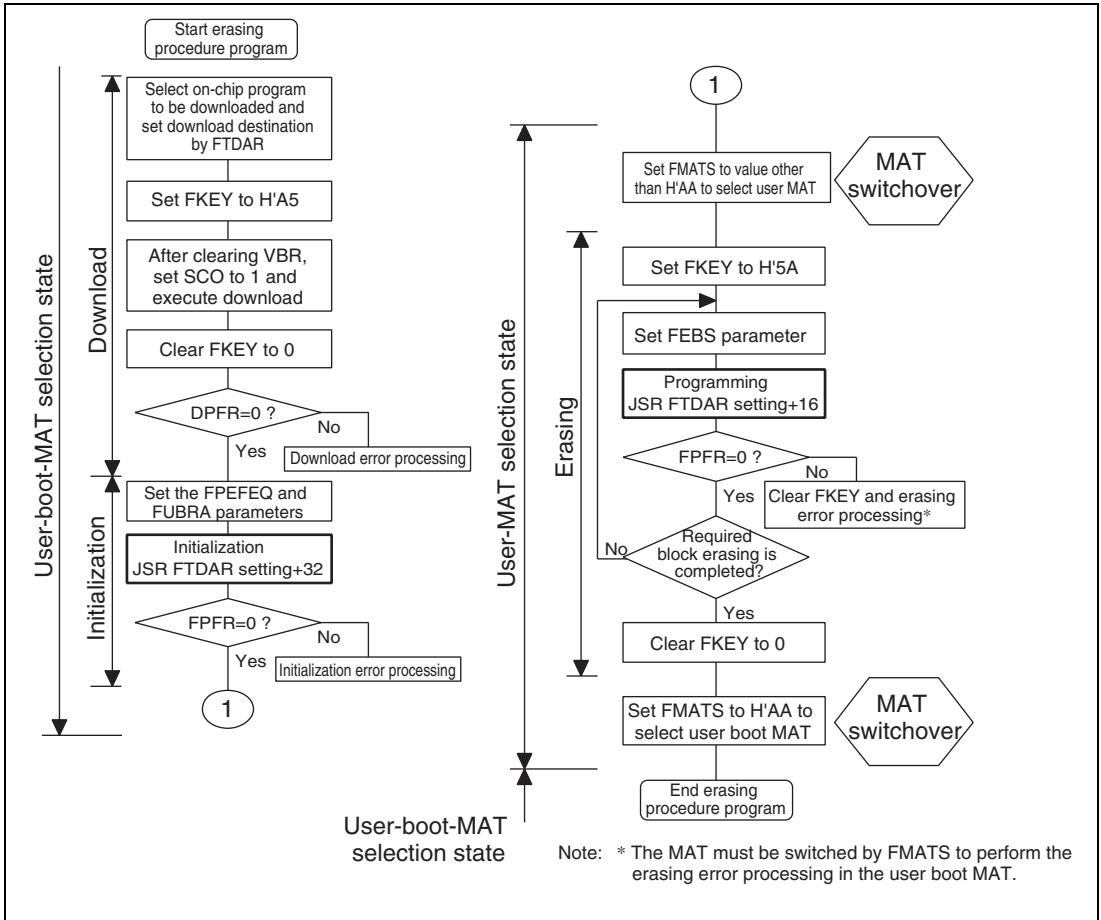 Start erasing
procedure program
User-boot-MAT selection state
Download
Select on-chip program
to be downloaded and
set download destination
by FTDAR
Set FKEY to H'A5
After clearing VBR,
set SCO to 1 and
execute download
Clear FKEY to 0
DPFR=0 ?
No
Yes
Download error processing
Initialization
Set the FPEFEQ and
FUBRA parameters
Initialization
JSR FTDAR setting+32
FPFR=0 ?
No
Yes
Initialization error processing
1
1
User-MAT selection state
Set FMATS to value other
than H'AA to select user MAT
MAT
switchover
Erasing
Set FKEY to H'5A
Set FEBS parameter
Programming
JSR FTDAR setting+16
FPFR=0 ?
No
Yes
Clear FKEY and erasing
error processing*
Required
block erasing is
completed?
No
Yes
Clear FKEY to 0
Set FMATS to H'AA to
select user boot MAT
MAT
switchover
End erasing
procedure program
User-boot-MAT
selection state
Note: * The MAT must be switched by FMATS to perform the
erasing error processing in the user boot MAT.